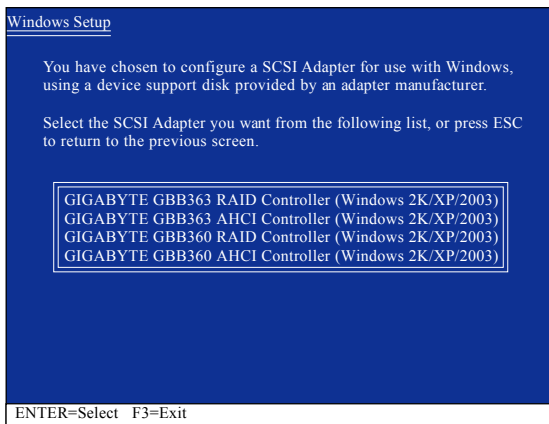 Windows Setup
You have chosen to configure a SCSI Adapter for use with Windows,
using a device support disk provided by an adapter manufacturer.
Select the SCSI Adapter you want from the following list, or press ESC
to return to the previous screen.
GIGABYTE GBB363 RAID Controller (Windows 2K/XP/2003)
GIGABYTE GBB363 AHCI Controller (Windows 2K/XP/2003)
GIGABYTE GBB360 RAID Controller (Windows 2K/XP/2003)
GIGABYTE GBB360 AHCI Controller (Windows 2K/XP/2003)
ENTER=Select F3=Exit